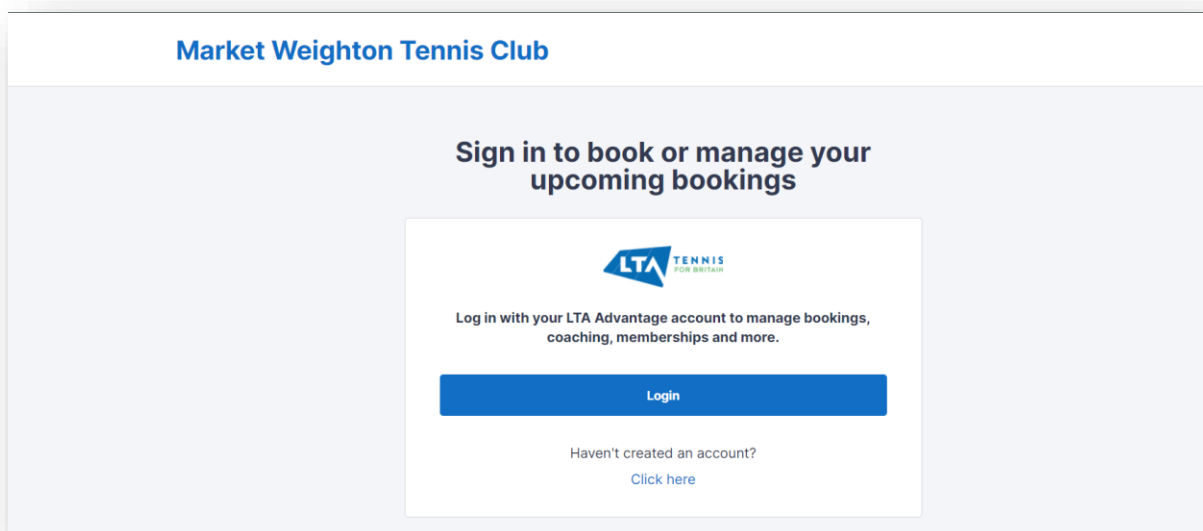 Market Weighton Tennis Club
Sign in to book or manage your
upcoming bookings
LTA TENNIS
FOR BRITAIN
Log in with your LTA Advantage account to manage bookings,
coaching, memberships and more.
Login
Haven't created an account?
Click here